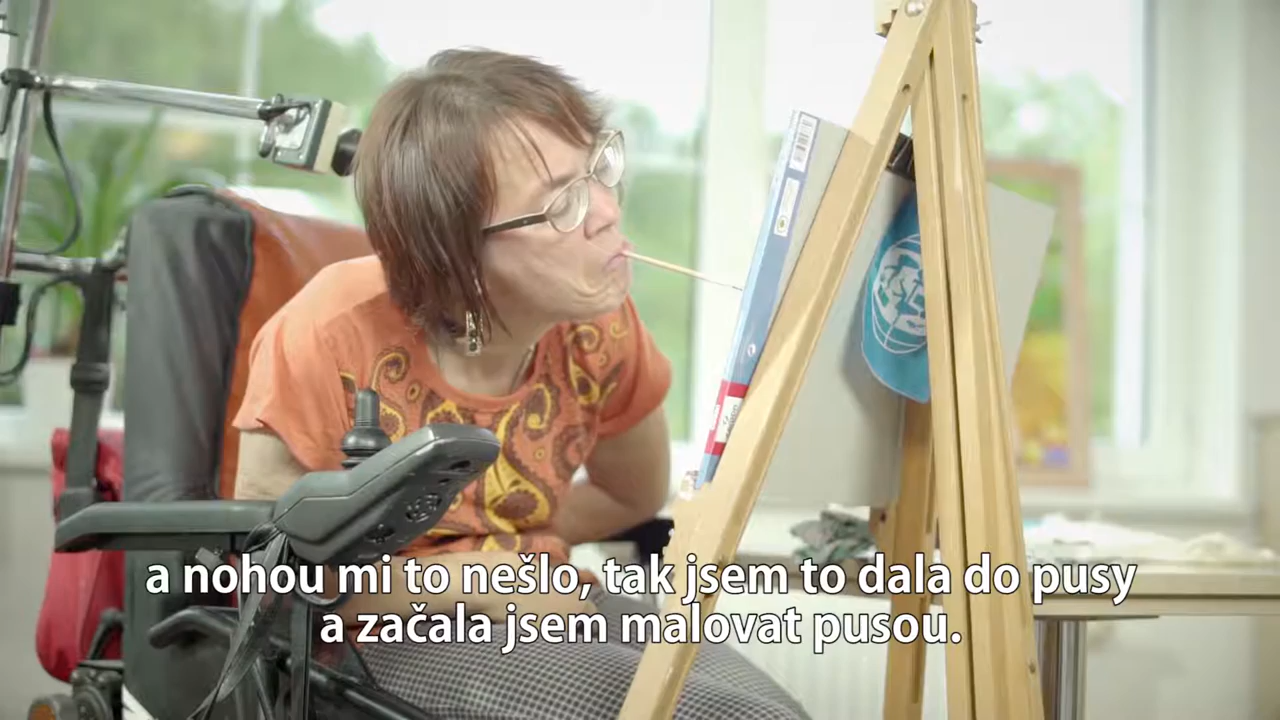 a nohou mi to nešlo, tak jsem to dala do pusy
a začala jsem malovat pusou.